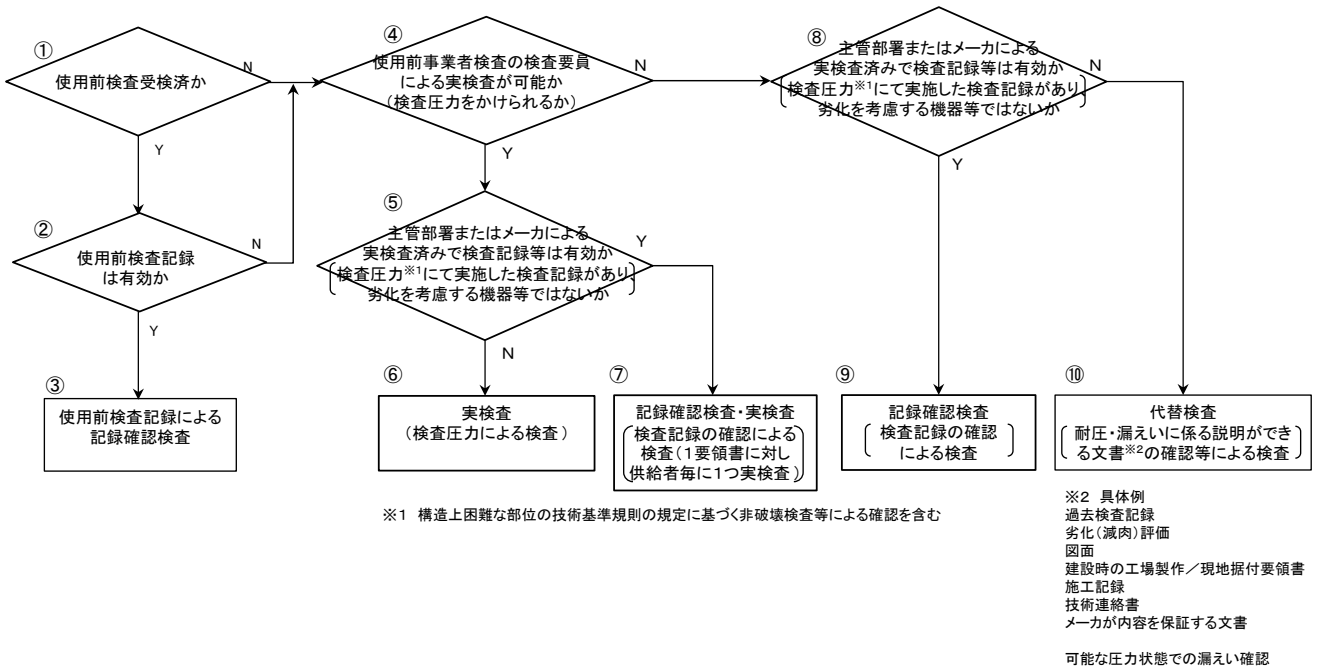 ①
使用前検査受検済か
N
Y
②
使用前検査記録
は有効か
N
Y
③
使用前検査記録による
記録確認検査
④
使用前事業者検査の検査要員
による実検査が可能か
(検査圧力をかけられるか)
N
Y
⑤
主管部署またはメーカによる
実検査済みで検査記録等は有効か
検査圧力※1にて実施した検査記録があり、
劣化を考慮する機器等ではないか
Y
N
⑥
実検査
(検査圧力による検査)
⑦
記録確認検査・実検査
検査記録の確認による
検査(1要領書に対し
供給者毎に1つ実検査)
⑧
主管部署またはメーカによる
実検査済みで検査記録等は有効か
検査圧力※1にて実施した検査記録があり、
劣化を考慮する機器等ではないか
N
Y
⑨
記録確認検査
検査記録の確認
による検査
⑩
代替検査
耐圧・漏えいに係る説明ができ
る文書※2の確認等による検査
※1 構造上困難な部位の技術基準規則の規定に基づく非破壊検査等による確認を含む
※2 具体例
過去検査記録
劣化(減肉)評価
図面
建設時の工場製作/現地据付要領書
施工記録
技術連絡書
メーカが内容を保証する文書
可能な圧力状態での漏えい確認